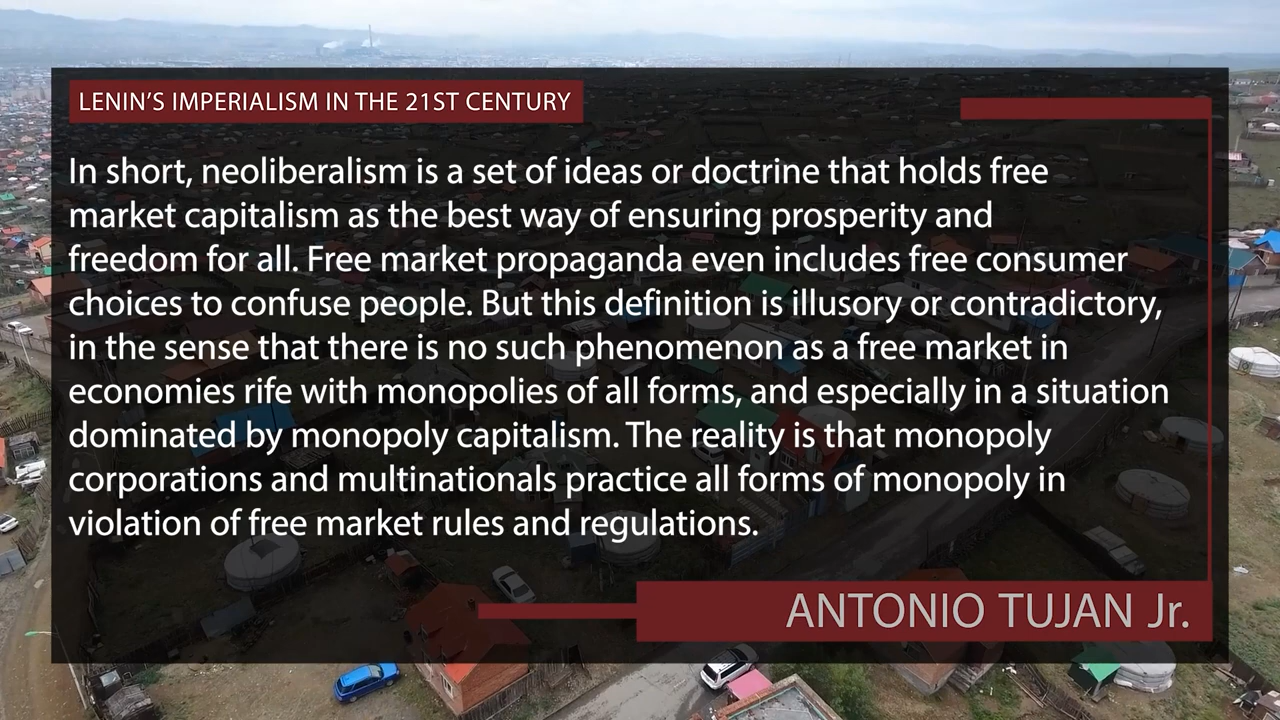 LENIN'S IMPERIALISM IN THE 21ST CENTURY
In short, neoliberalism is a set of ideas or doctrine that holds free
market capitalism as the best way of ensuring prosperity and
freedom for all. Free market propaganda even includes free consumer
choices to confuse people. But this definition is illusory or contradictory,
in the sense that there is no such phenomenon as a free market in
economies rife with monopolies of all forms, and especially in a situation
dominated by monopoly capitalism. The reality is that monopoly
corporations and multinationals practice all forms of monopoly in
violation of free market rules and regulations.
ANTONIO TUJAN Jr.